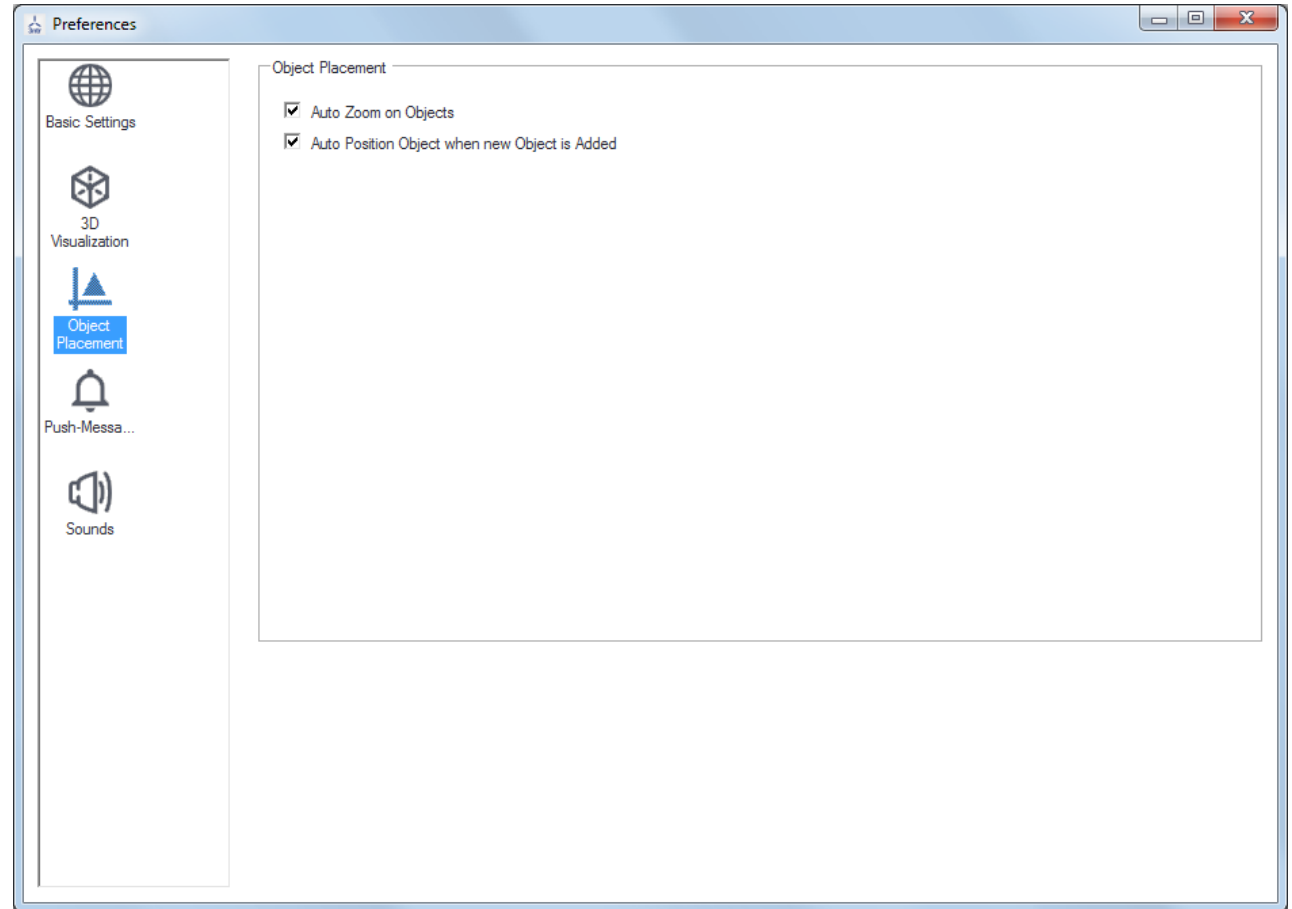 Preferences
Basic Settings
3D
Visualization
Object
Placement
Push-Messa...
Sounds
Object Placement
Auto Zoom on Objects
Auto Position Object when new Object is Added